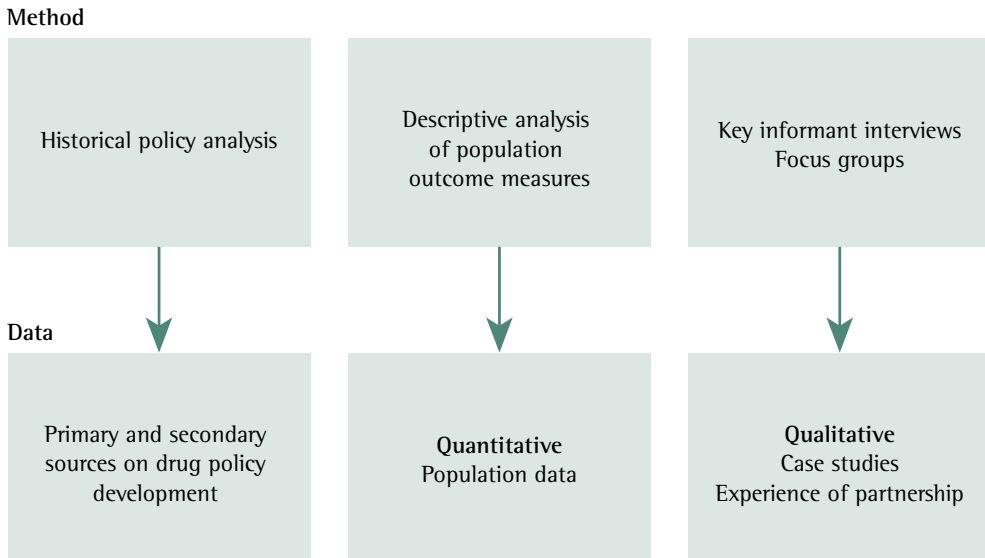 Method
Historical policy analysis
Descriptive analysis
of population
outcome measures
Key informant interviews
Focus groups
Data
Primary and secondary
sources on drug policy
development
Quantitative
Population data
Qualitative
Case studies
Experience of partnership